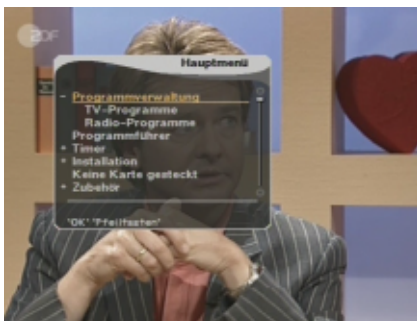 ZDF
Hauptmenü
- Programmverwaltung
TV-Programme
Radio-Programme
Programmführer
+ Timer
+ Installation
Keine Karte gesteckt
+ Zubehör
'OK' 'Pfeiltasten'